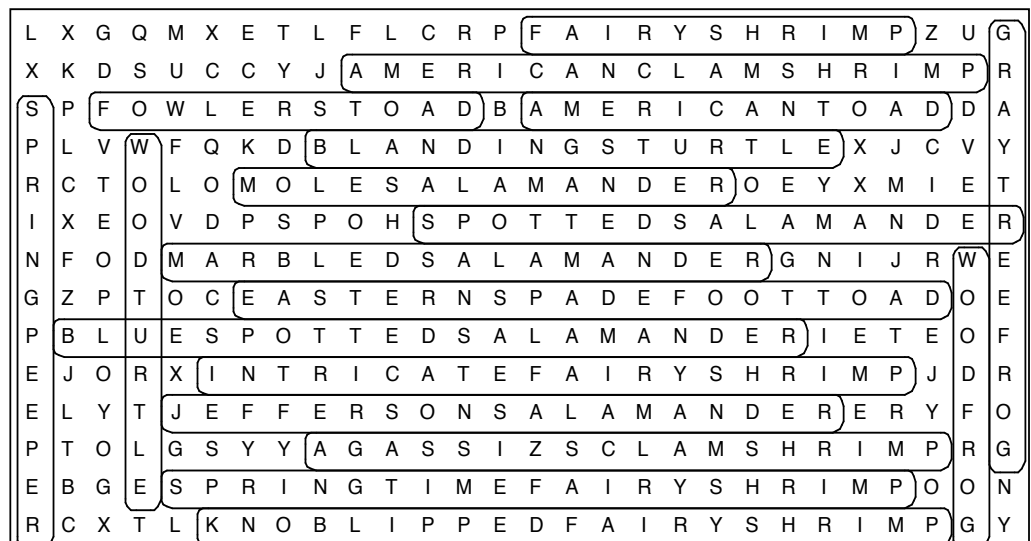 L X G Q M X E T L F L C R P F A I R Y S H R I M P Z U G
X K D S U C C Y J A M E R I C A N C L A M S H R I M P R
S P F O W L E R S T O A D B A M E R I C A N T O A D D A
P L V W F Q K D B L A N D I N G S T U R T L E X J C V Y
R C T O L O M O L E S A L A M A N D E R O E Y X M I E T
I X E O V D P S P O H S P O T T E D S A L A M A N D E R
N F O D M A R B L E D S A L A M A N D E R G N I J R W E
G Z P T O C E A S T E R N S P A D E F O O T T O A D O E
P B L U E S P O T T E D S A L A M A N D E R I E T E O F
E J O R X I N T R I C A T E F A I R Y S H R I M P J D R
E L Y T J E F F E R S O N S A L A M A N D E R E R Y F O
P T O L G S Y Y A G A S S I Z S C L A M S H R I M P R G
E B G E S P R I N G T I M E F A I R Y S H R I M P O O N
R C X T L K N O B L I P P E D F A I R Y S H R I M P G Y